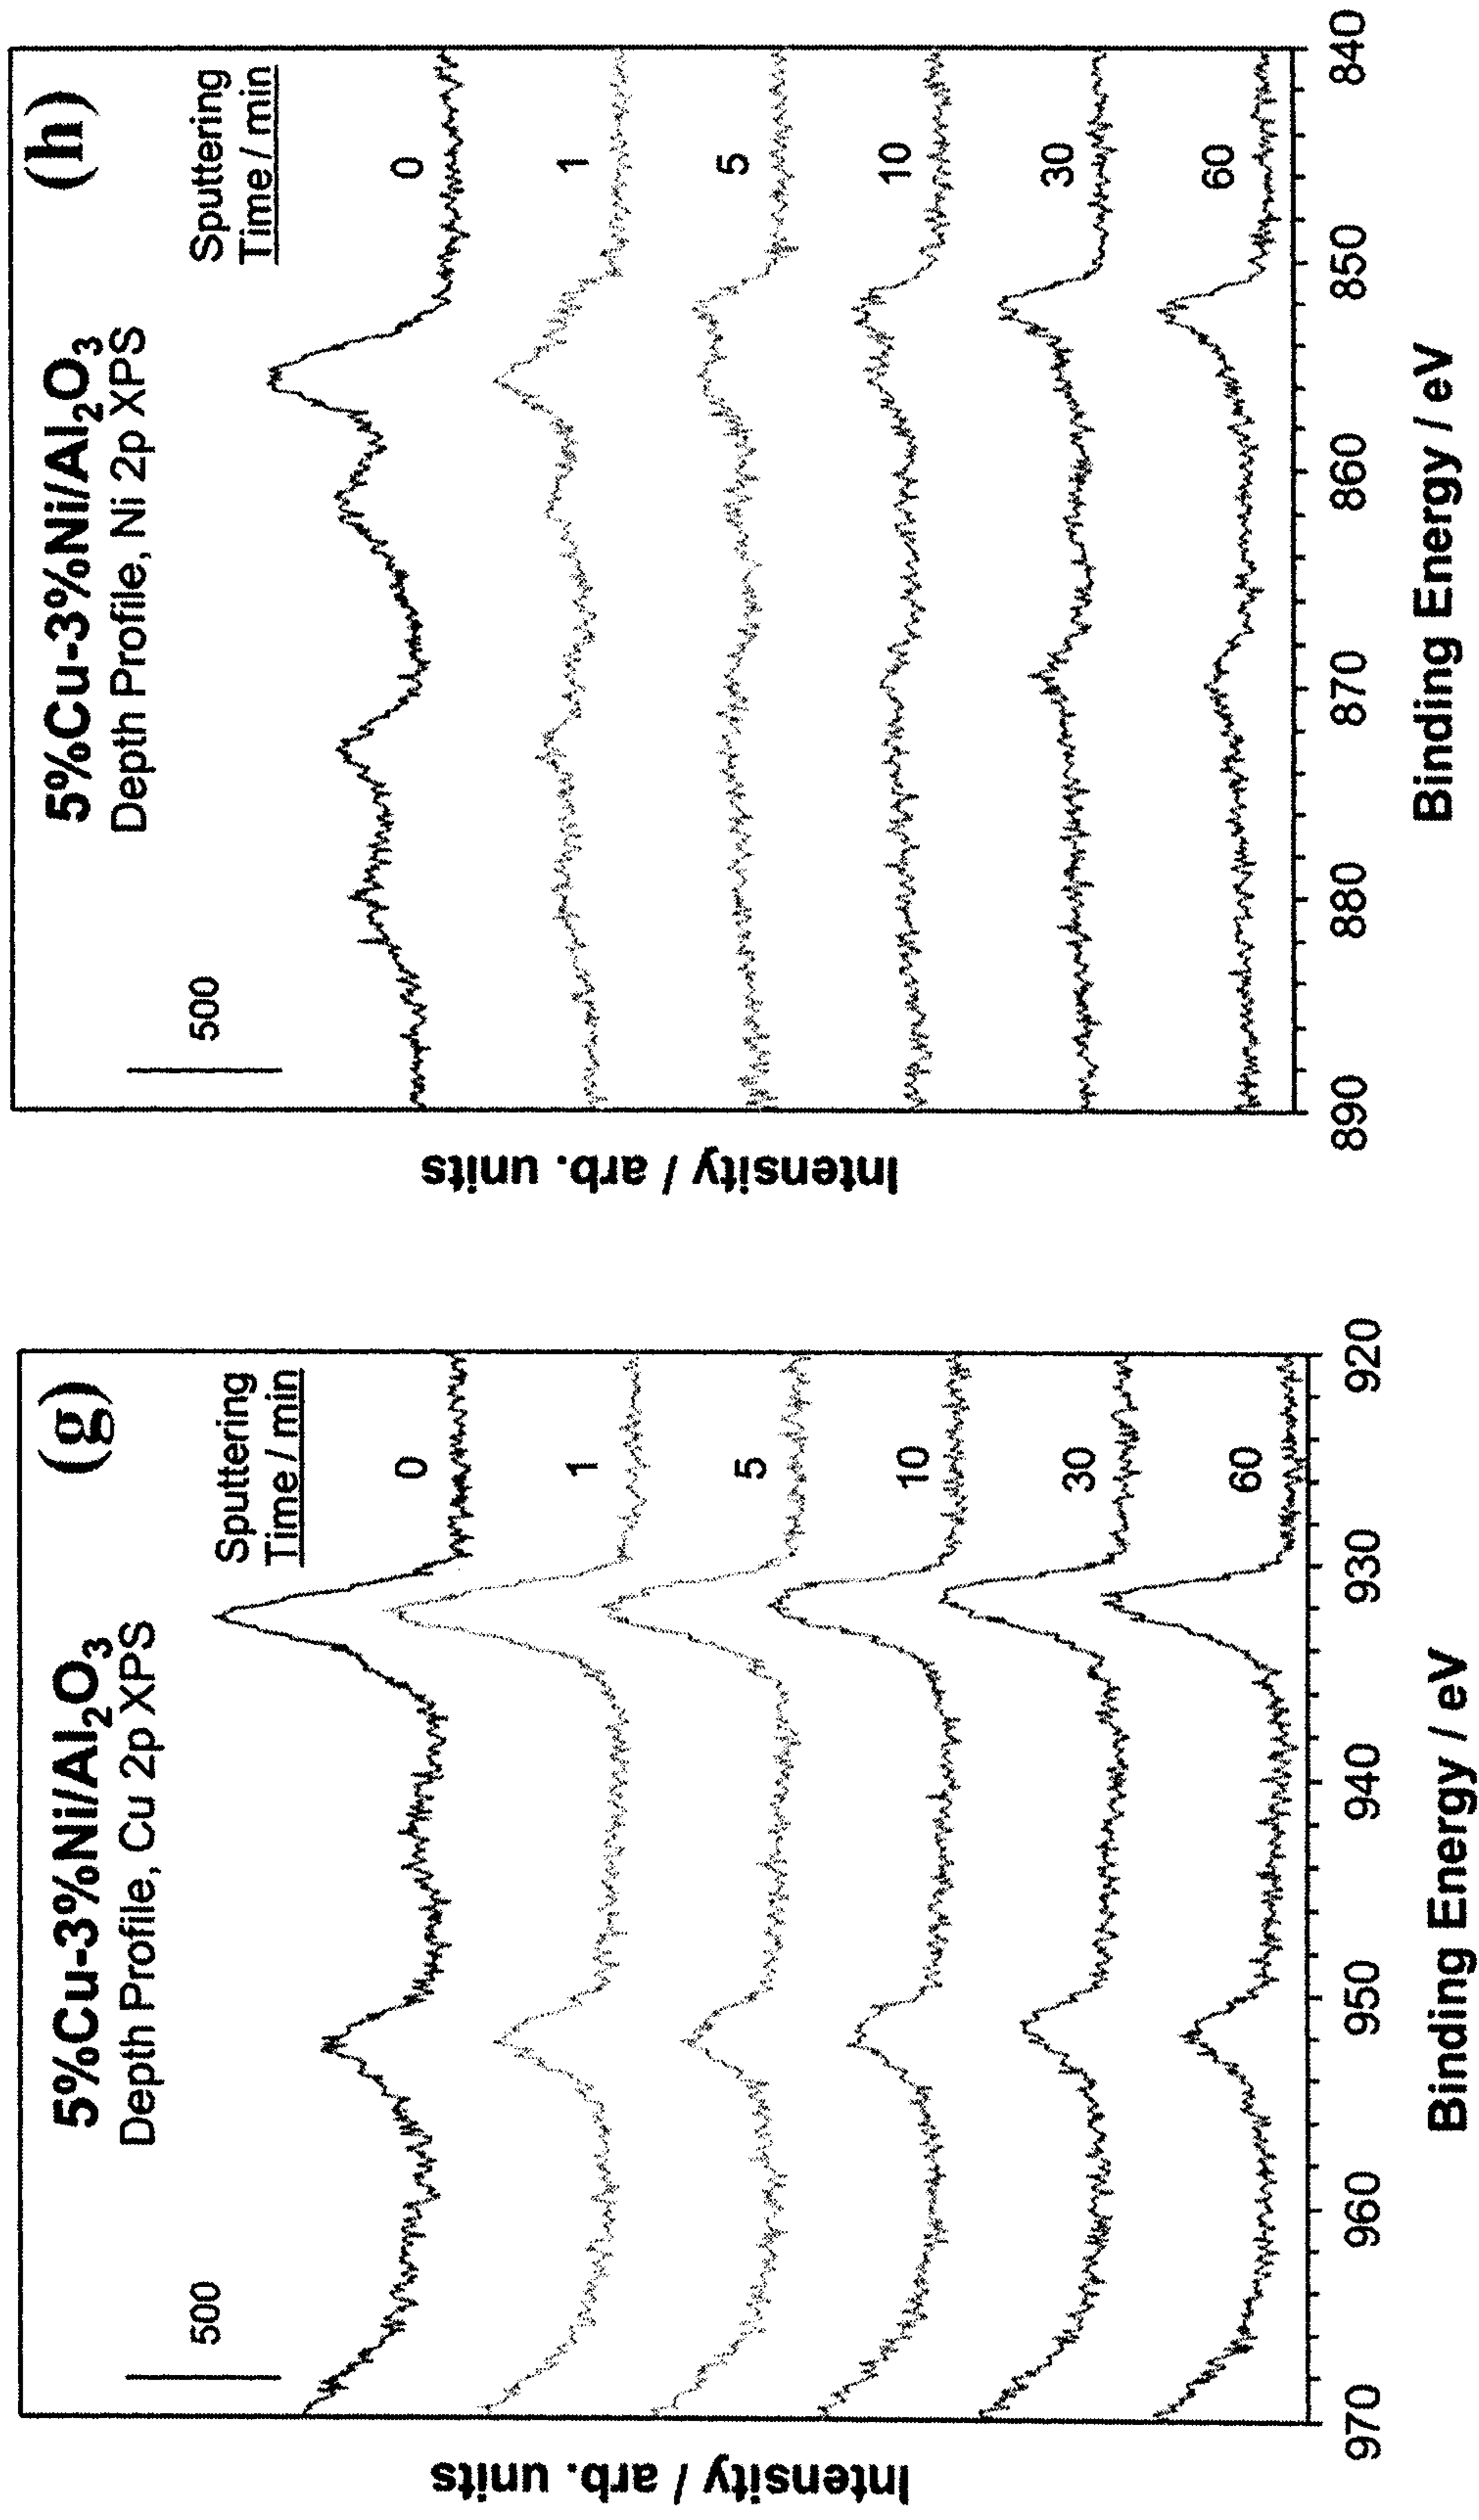 (g)
5%Cu-3%Ni/Al2O3
Depth Profile, Cu 2p XPS
500
Sputtering
Time / min
0
1
5
10
30
60
Intensity / arb. units
970 960 950 940 930 920
Binding Energy / eV
(h)
5%Cu-3%Ni/Al2O3
Depth Profile, Ni 2p XPS
500
Sputtering
Time / min
0
1
5
10
30
60
Intensity / arb. units
890 880 870 860 850 840
Binding Energy / eV